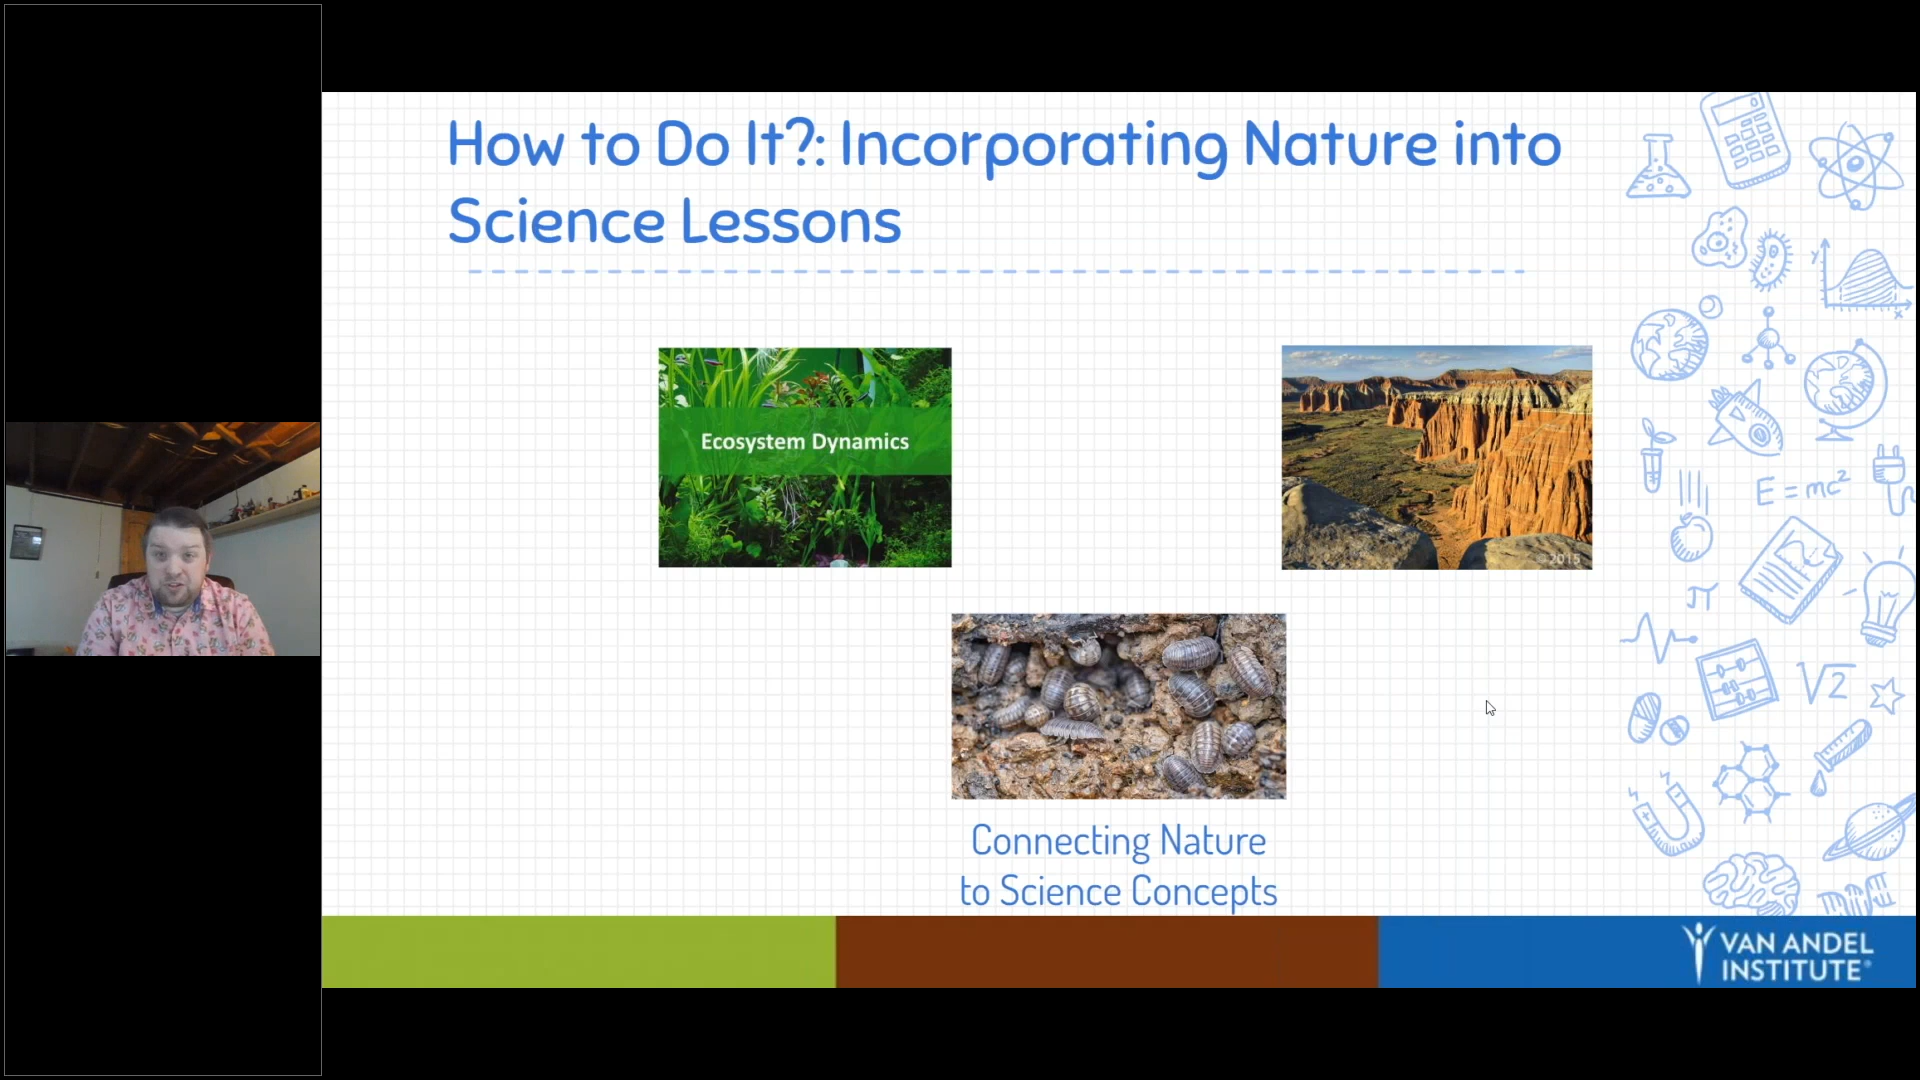 How to Do It?: Incorporating Nature into
Science Lessons
Ecosystem Dynamics
© 2015
Connecting Nature
to Science Concepts
y
x
E = mc²
π
√2
VAN ANDEL
INSTITUTE®